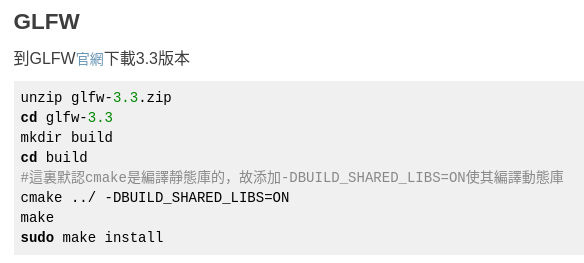 GLFW
到GLFW官網下載3.3版本
unzip glfw-3.3.zip
cd glfw-3.3
mkdir build
cd build
#這裏默認cmake是編譯靜態庫的，故添加-DBUILD_SHARED_LIBS=ON使其編譯動態庫
cmake ../ -DBUILD_SHARED_LIBS=ON
make
sudo make install